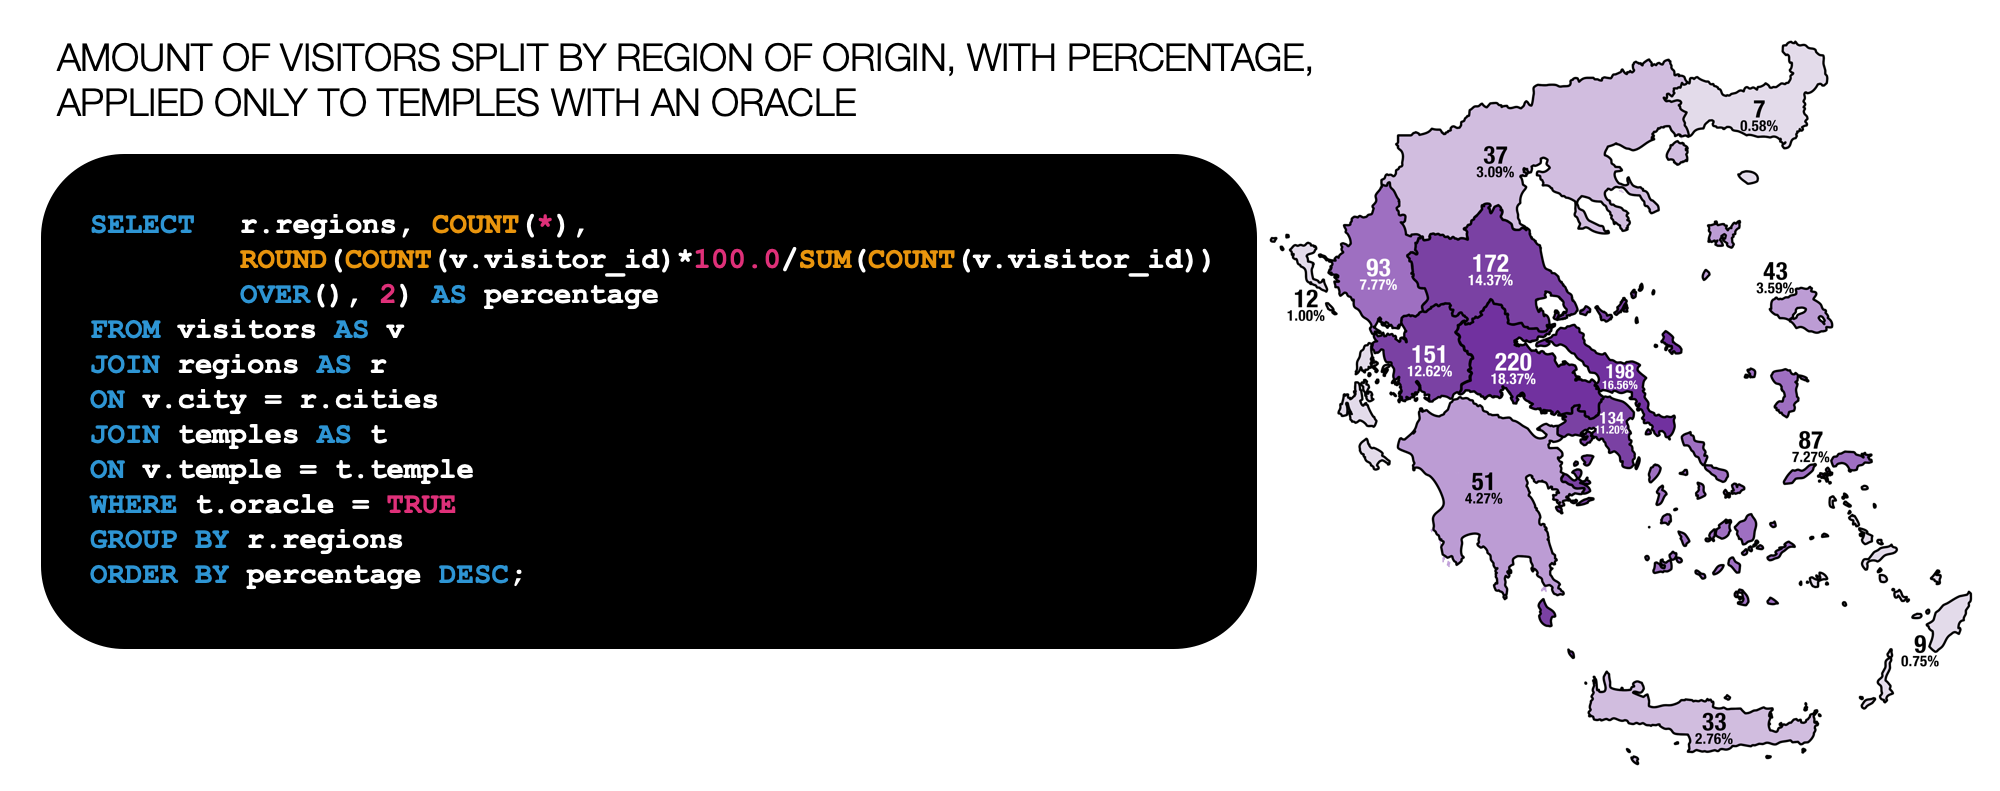 AMOUNT OF VISITORS SPLIT BY REGION OF ORIGIN, WITH PERCENTAGE,
APPLIED ONLY TO TEMPLES WITH AN ORACLE
SELECT r.regions, COUNT(*),
ROUND(COUNT(v.visitor_id)*100.0/SUM(COUNT(v.visitor_id))
OVER(), 2) AS percentage
FROM visitors AS v
JOIN regions AS r
ON v.city = r.cities
JOIN temples AS t
ON v.temple = t.temple
WHERE t.oracle = TRUE
GROUP BY r.regions
ORDER BY percentage DESC;
7
0.58%
37
3.09%
93
7.77%
172
14.37%
43
3.59%
12
1.00%
151
12.62%
220
18.37%
198
16.56%
134
11.20%
87
7.27%
51
4.27%
9
0.75%
33
2.76%